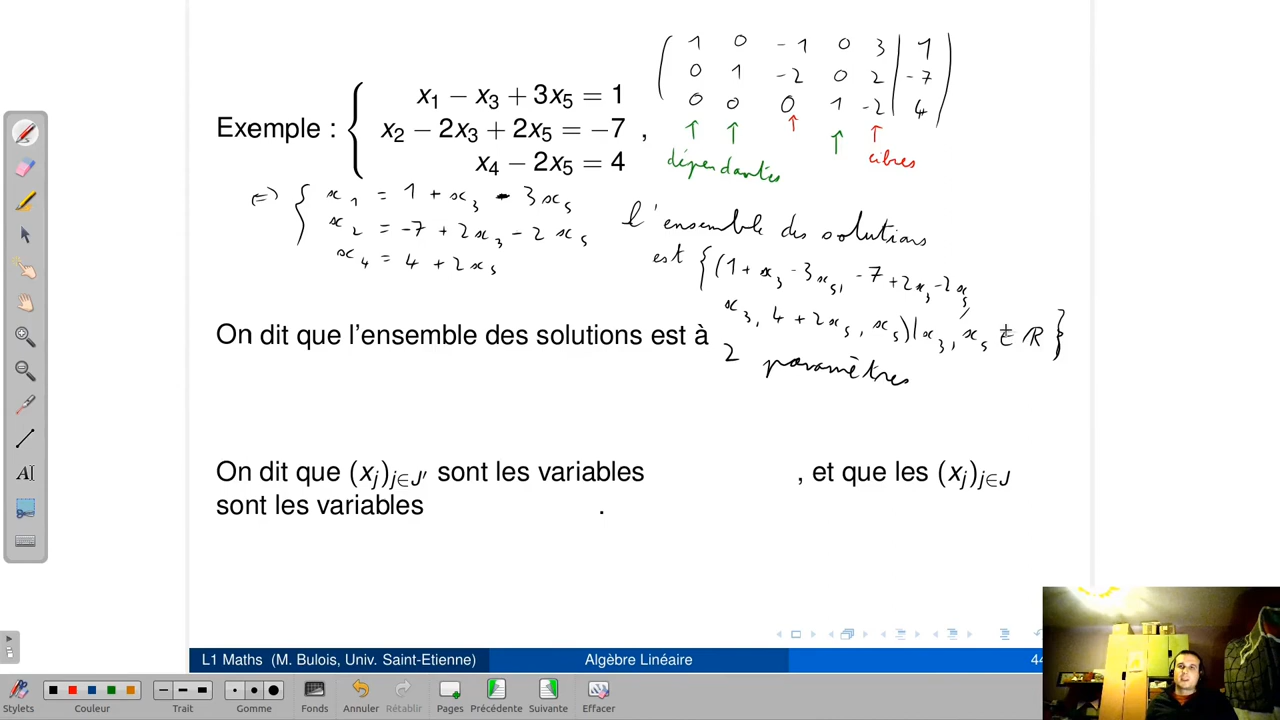 1 0 -1 0 3 | 1
0 1 -2 0 2 | -7
0 0 0 1 -2 | 4
dépendantes
libres
Exemple : { x₁ − x₃ + 3x₅ = 1
x₂ − 2x₃ + 2x₅ = −7 ,
x₄ − 2x₅ = 4
⇔ { x₁ = 1 + x₃ - 3x₅
x₂ = -7 + 2x₃ - 2x₅
x₄ = 4 + 2x₅
l'ensemble des solutions
est {(1 + x₃ - 3x₅, -7 + 2x₃ - 2x₅,
x₃, 4 + 2x₅, x₅) | x₃, x₅ ∈ ℝ}
On dit que l'ensemble des solutions est à
2 paramètres
On dit que (xⱼ)ⱼ∈J′ sont les variables , et que les (xⱼ)ⱼ∈J
sont les variables .
L1 Maths (M. Bulois, Univ. Saint-Etienne) Algèbre Linéaire 44
Stylets Couleur Trait Gomme Fonds Annuler Rétablir Pages Précédente Suivante Effacer